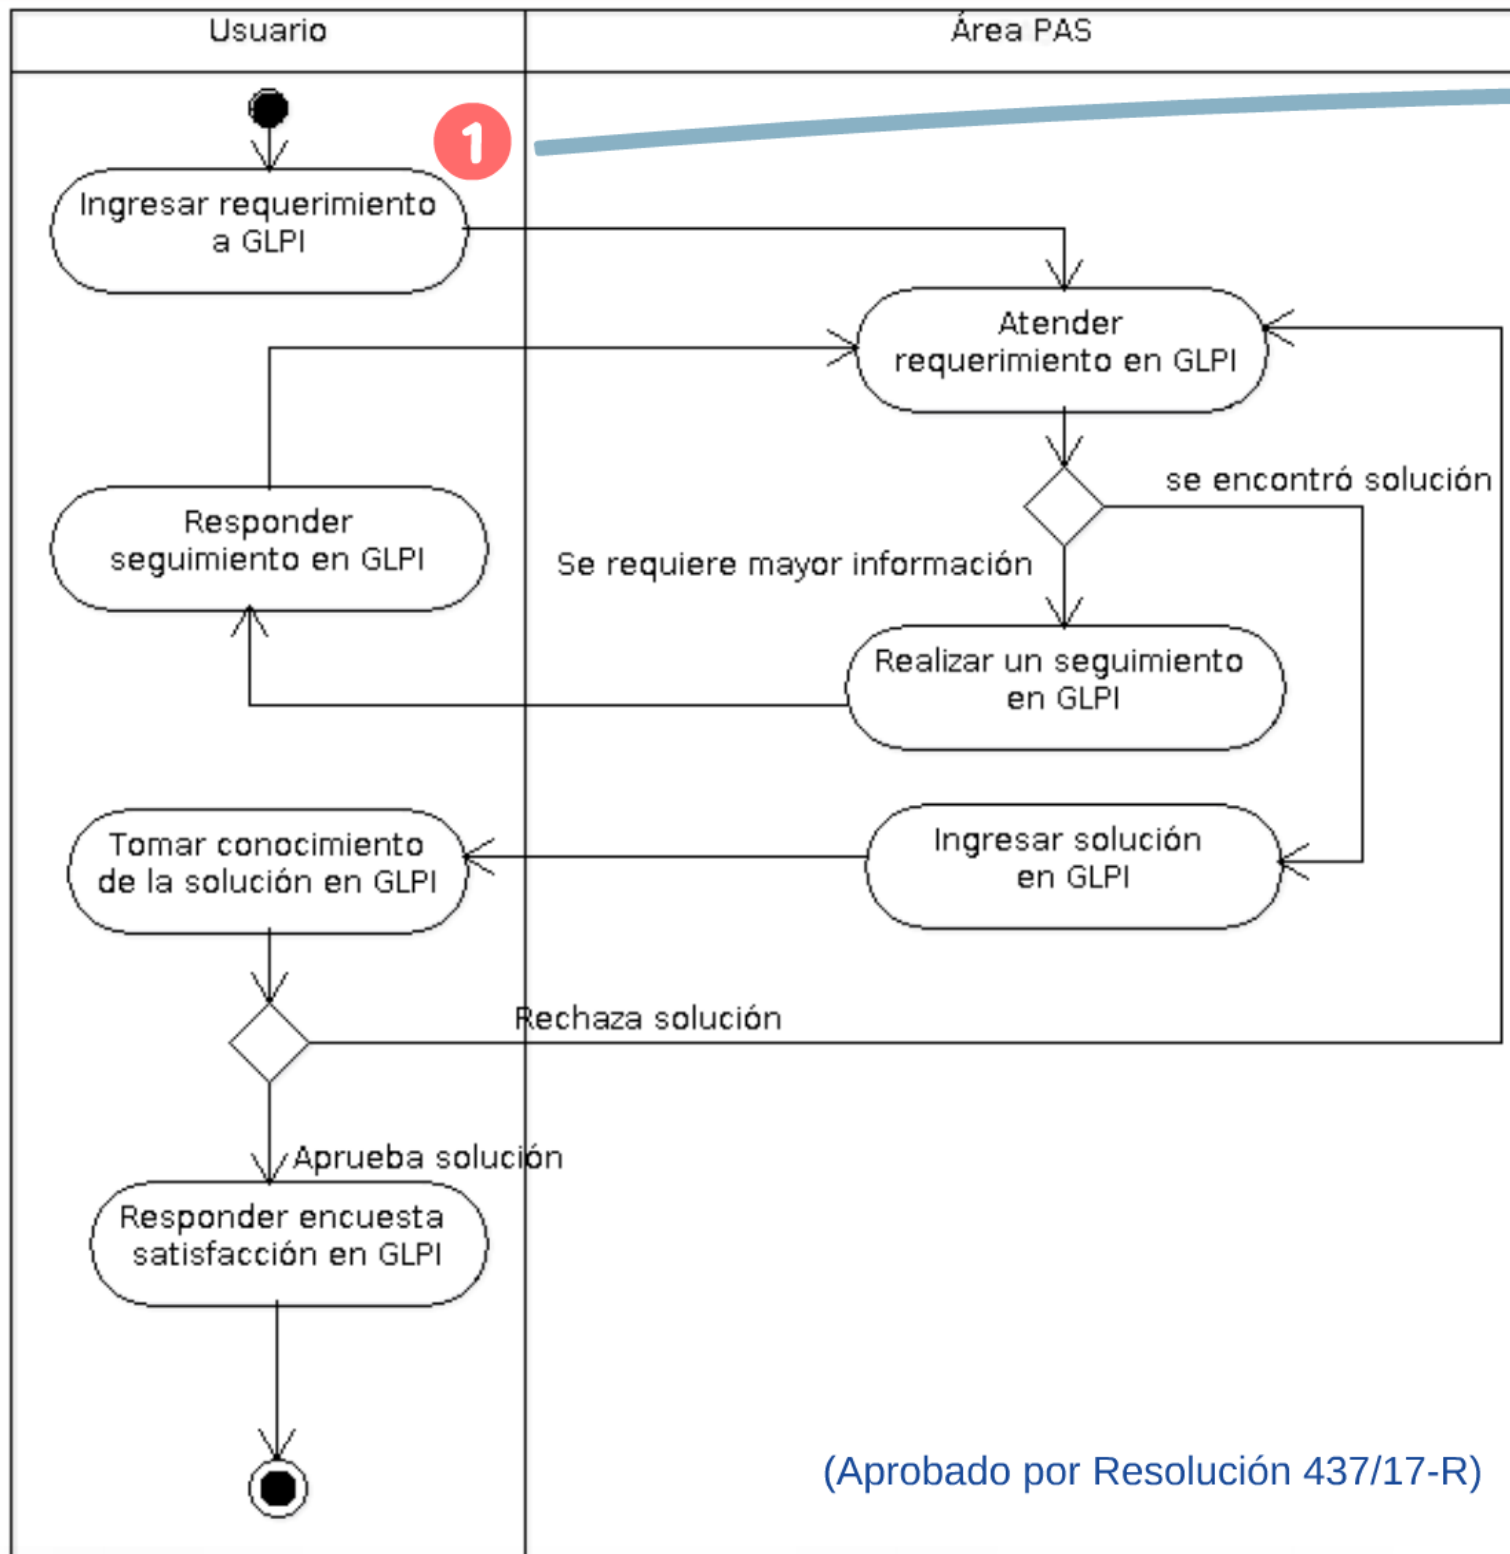 Usuario
Área PAS
1
Ingresar requerimiento
a GLPI
Atender
requerimiento en GLPI
se encontró solución
Responder
seguimiento en GLPI
Se requiere mayor información
Realizar un seguimiento
en GLPI
Tomar conocimiento
de la solución en GLPI
Ingresar solución
en GLPI
Rechaza solución
Aprueba solución
Responder encuesta
satisfacción en GLPI
(Aprobado por Resolución 437/17-R)